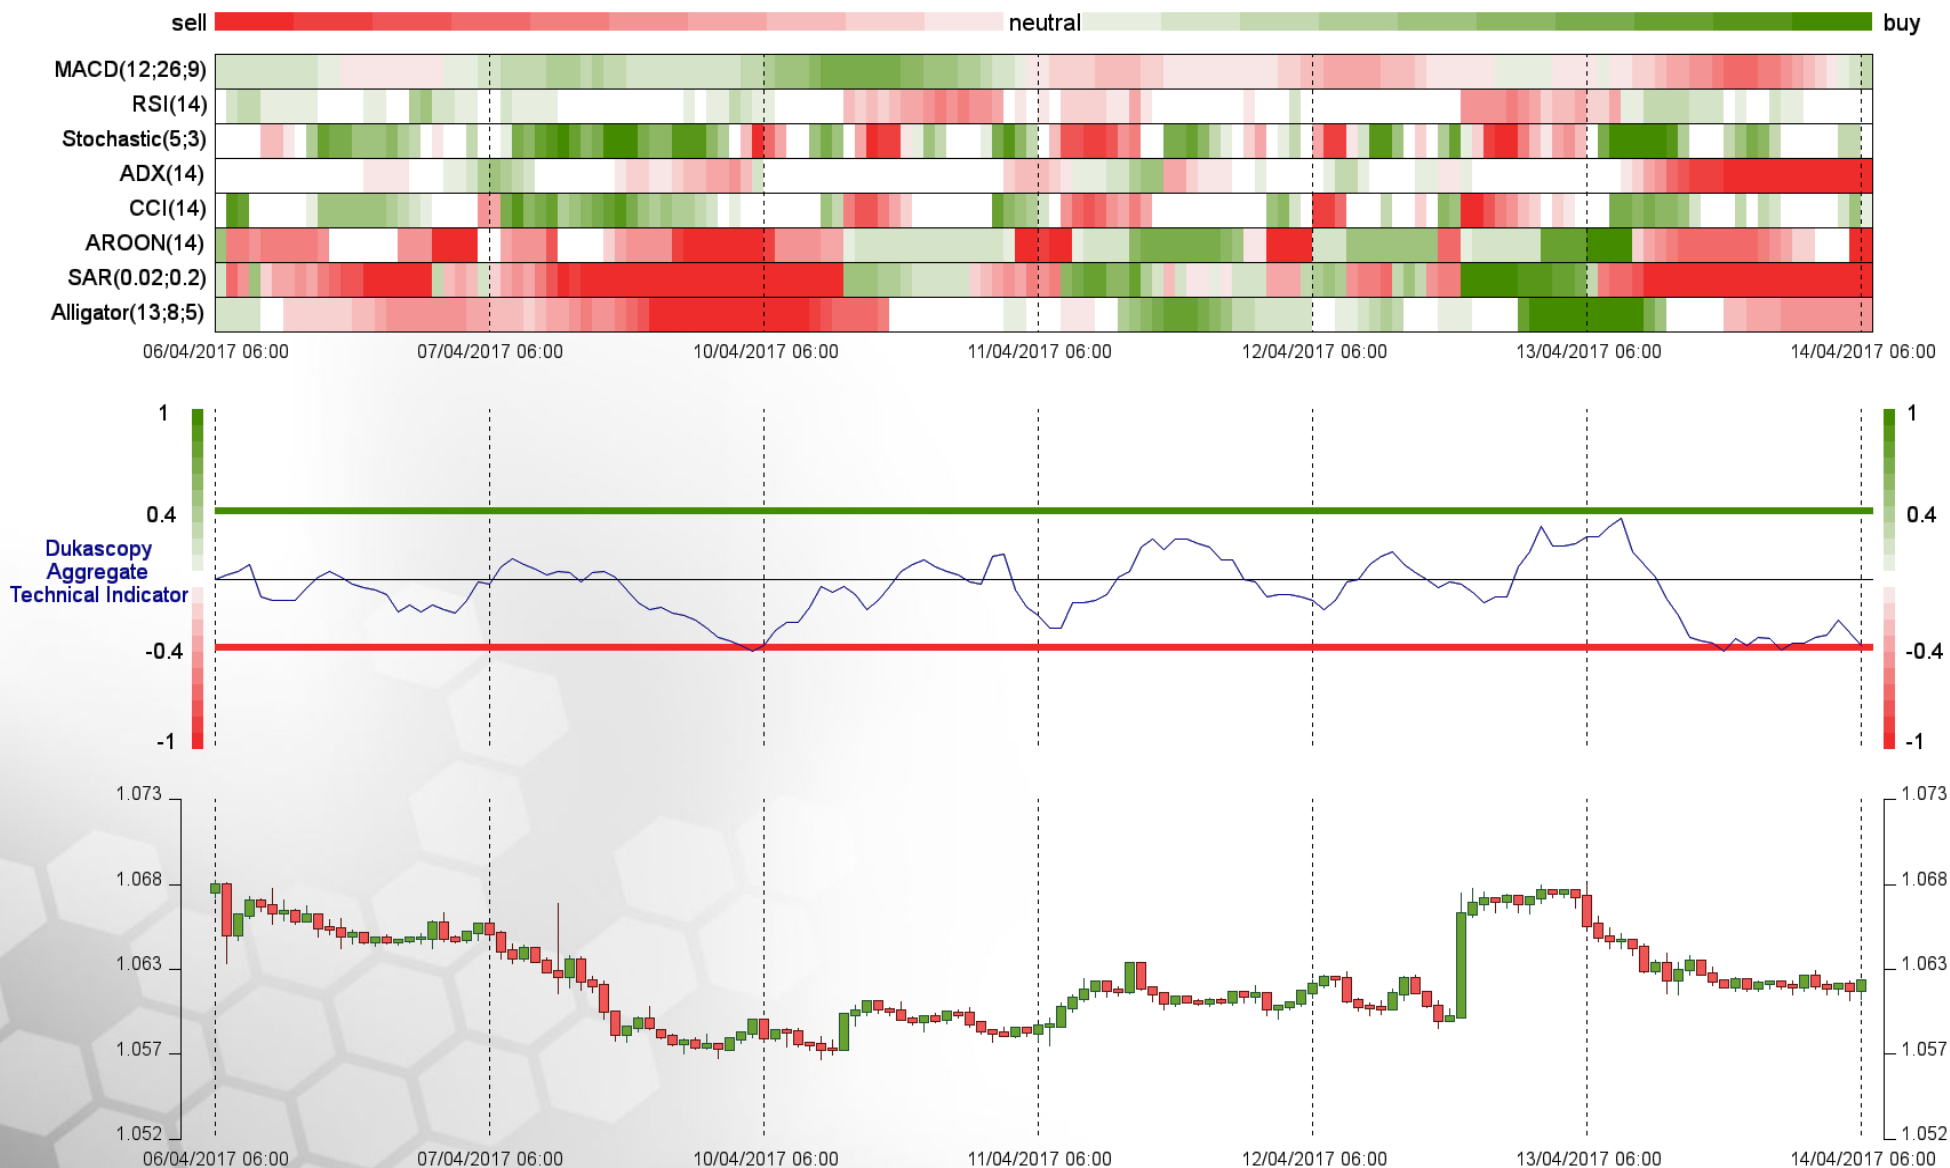 sell neutral buy
MACD(12;26;9)
RSI(14)
Stochastic(5;3)
ADX(14)
CCI(14)
AROON(14)
SAR(0.02;0.2)
Alligator(13;8;5)
06/04/2017 06:00 07/04/2017 06:00 10/04/2017 06:00 11/04/2017 06:00 12/04/2017 06:00 13/04/2017 06:00 14/04/2017 06:00
1 1
0.4 0.4
Dukascopy
Aggregate
Technical Indicator
-0.4 -0.4
-1 -1
1.073 1.073
1.068 1.068
1.063 1.063
1.057 1.057
1.052 1.052
06/04/2017 06:00 07/04/2017 06:00 10/04/2017 06:00 11/04/2017 06:00 12/04/2017 06:00 13/04/2017 06:00 14/04/2017 06:00